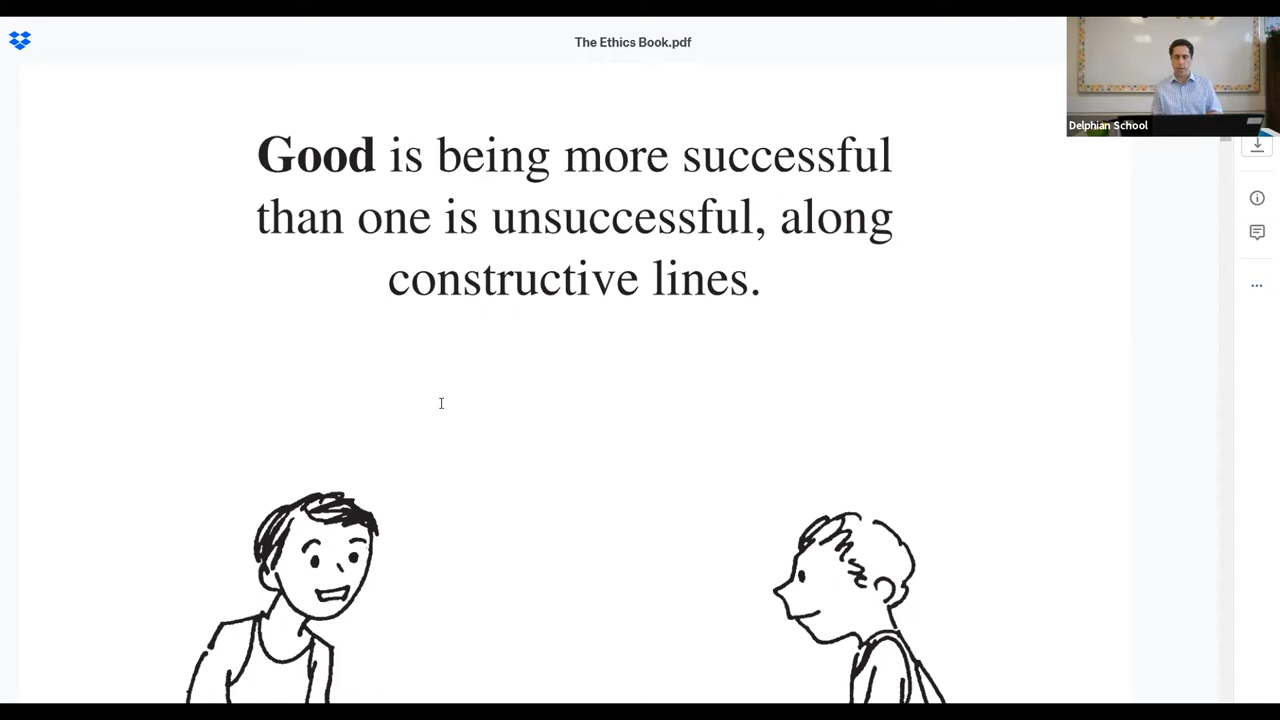 The Ethics Book.pdf
Delphian School
Good is being more successful
than one is unsuccessful, along
constructive lines.